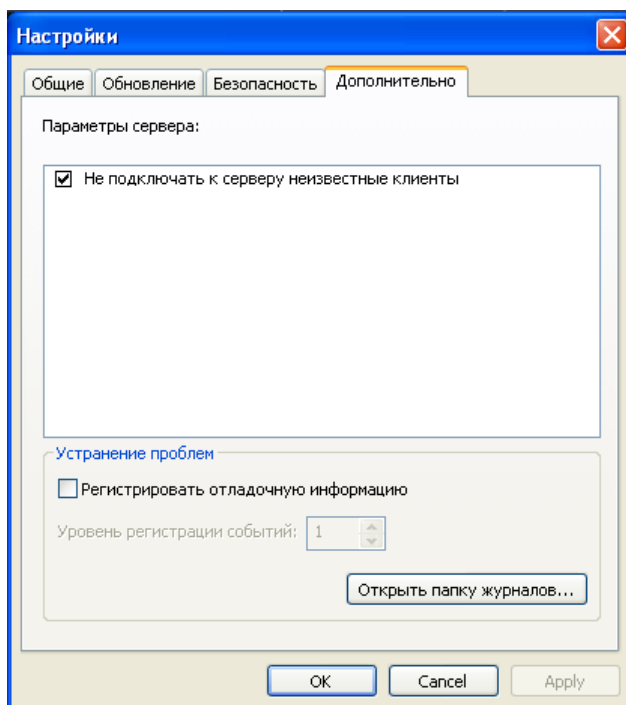 Настройки
Общие Обновление Безопасность Дополнительно
Параметры сервера:
Не подключать к серверу неизвестные клиенты
Устранение проблем
Регистрировать отладочную информацию
Уровень регистрации событий: 1
Открыть папку журналов...
OK Cancel Apply